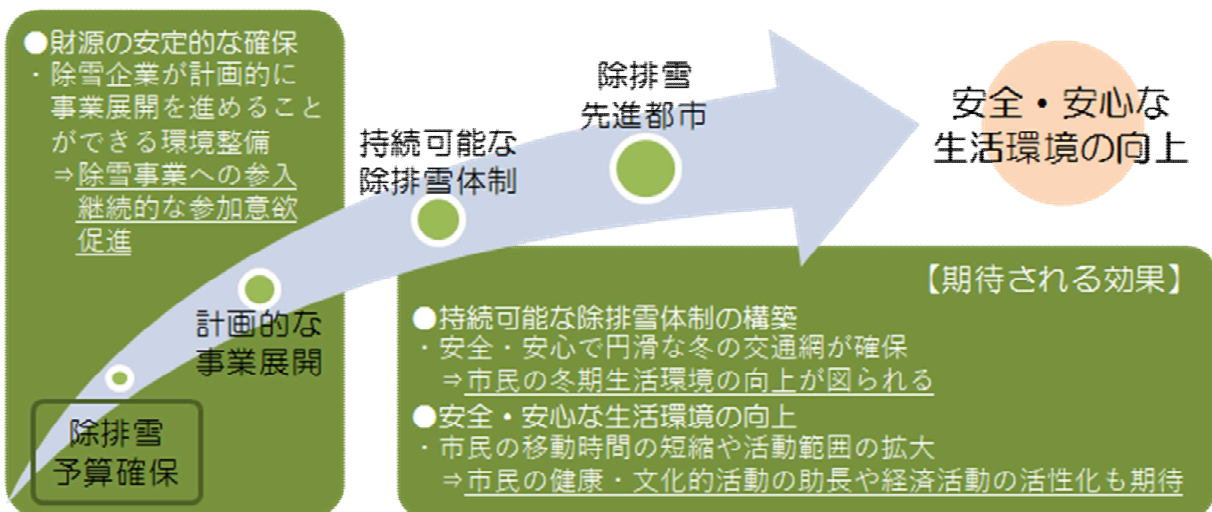 ●財源の安定的な確保
・除雪企業が計画的に
事業展開を進めること
ができる環境整備
⇒除雪事業への参入
継続的な参加意欲
促進
除排雪
予算確保
計画的な
事業展開
持続可能な
除排雪体制
除排雪
先進都市
安全・安心な
生活環境の向上
【期待される効果】
●持続可能な除排雪体制の構築
・安全・安心で円滑な冬の交通網が確保
⇒市民の冬期生活環境の向上が図られる
●安全・安心な生活環境の向上
・市民の移動時間の短縮や活動範囲の拡大
⇒市民の健康・文化的活動の助長や経済活動の活性化も期待